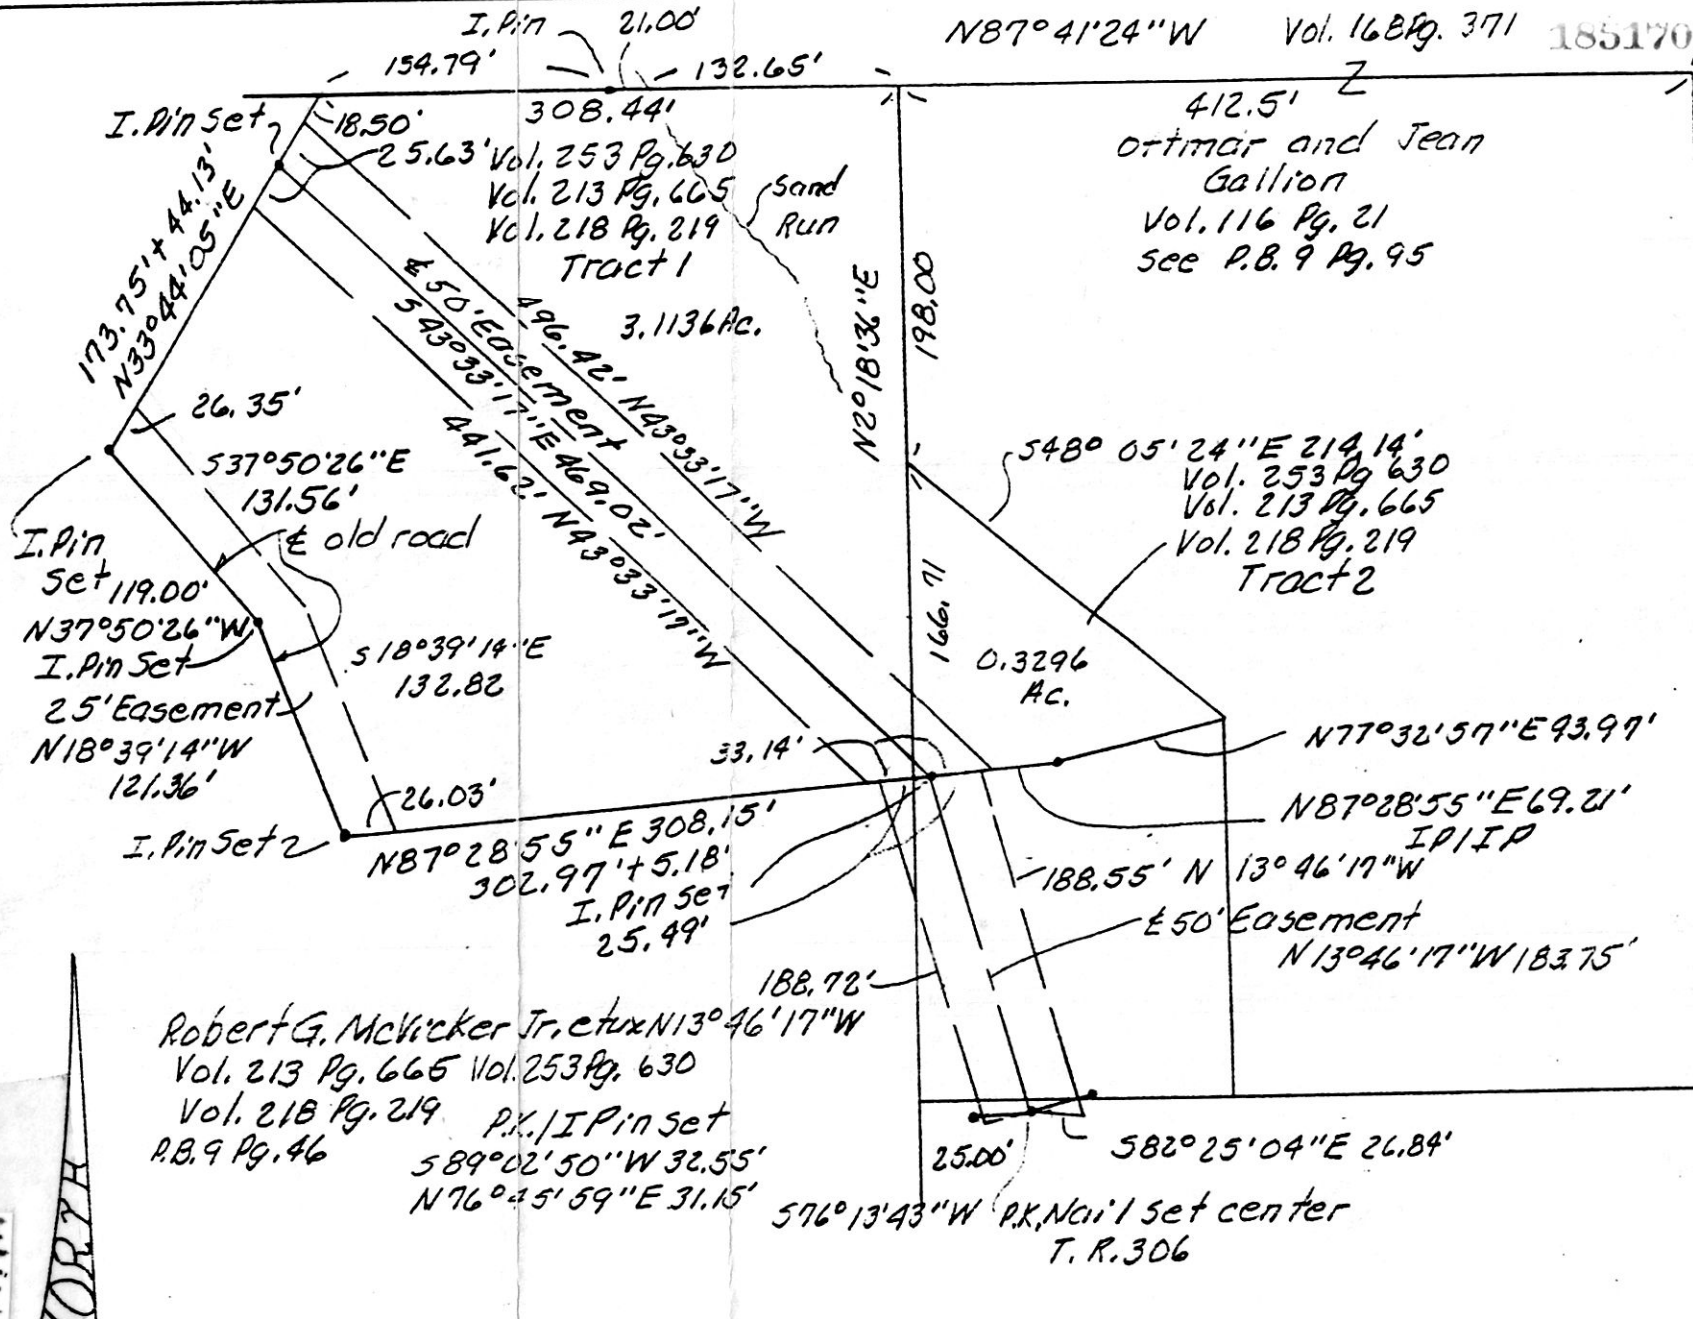 I. Pin
21.00'
N87°41'24"W
Vol. 168 Pg. 371
185170
154.79'
132.65'
I. Pin Set
18.50'
308.44'
412.5'
Z
25.63'
Vol. 253 Pg. 630
Vol. 213 Pg. 665
Vol. 218 Pg. 219
Tract 1
Sand
Run
Ottmar and Jean
Gallion
Vol. 116 Pg. 21
see P.B. 9 Pg. 95
173.75' + 44.13'
N33°44'05"E
℄ 50' Easement
S43°33'17"E 469.02'
496.42' N43°33'17"W
441.62' N43°33'17"W
3.1136 Ac.
N2°18'36"E
198.00
26.35'
S37°50'26"E
131.56'
℄ old road
S48° 05'24"E 214.14'
Vol. 253 Pg 630
Vol. 213 Pg. 665
Vol. 218 Pg. 219
Tract 2
I. Pin
Set
119.00'
N37°50'26"W
I. Pin Set
25' Easement
N18°39'14"W
121.36'
S18°39'14"E
132.82
166.71
0.3296
Ac.
33.14'
N77°32'57"E 93.97'
I. Pin Set
26.03'
N87°28'55"E 308.15'
302.97' + 5.18'
I. Pin Set
25.49'
N87°28'55"E 69.21'
IP/IP
188.55' N 13°46'17"W
℄ 50' Easement
N13°46'17"W 183.75'
188.72'
N13°46'17"W
Robert G. McVicker Jr. etux
Vol. 213 Pg. 665 Vol. 253 Pg. 630
Vol. 218 Pg. 219
P.B. 9 Pg. 46
P.K./I Pin set
S89°02'50"W 32.55'
N76°45'59"E 31.15'
25.00'
S82°25'04"E 26.84'
S76°13'43"W
P.K. Nail set center
T. R. 306
NORTH